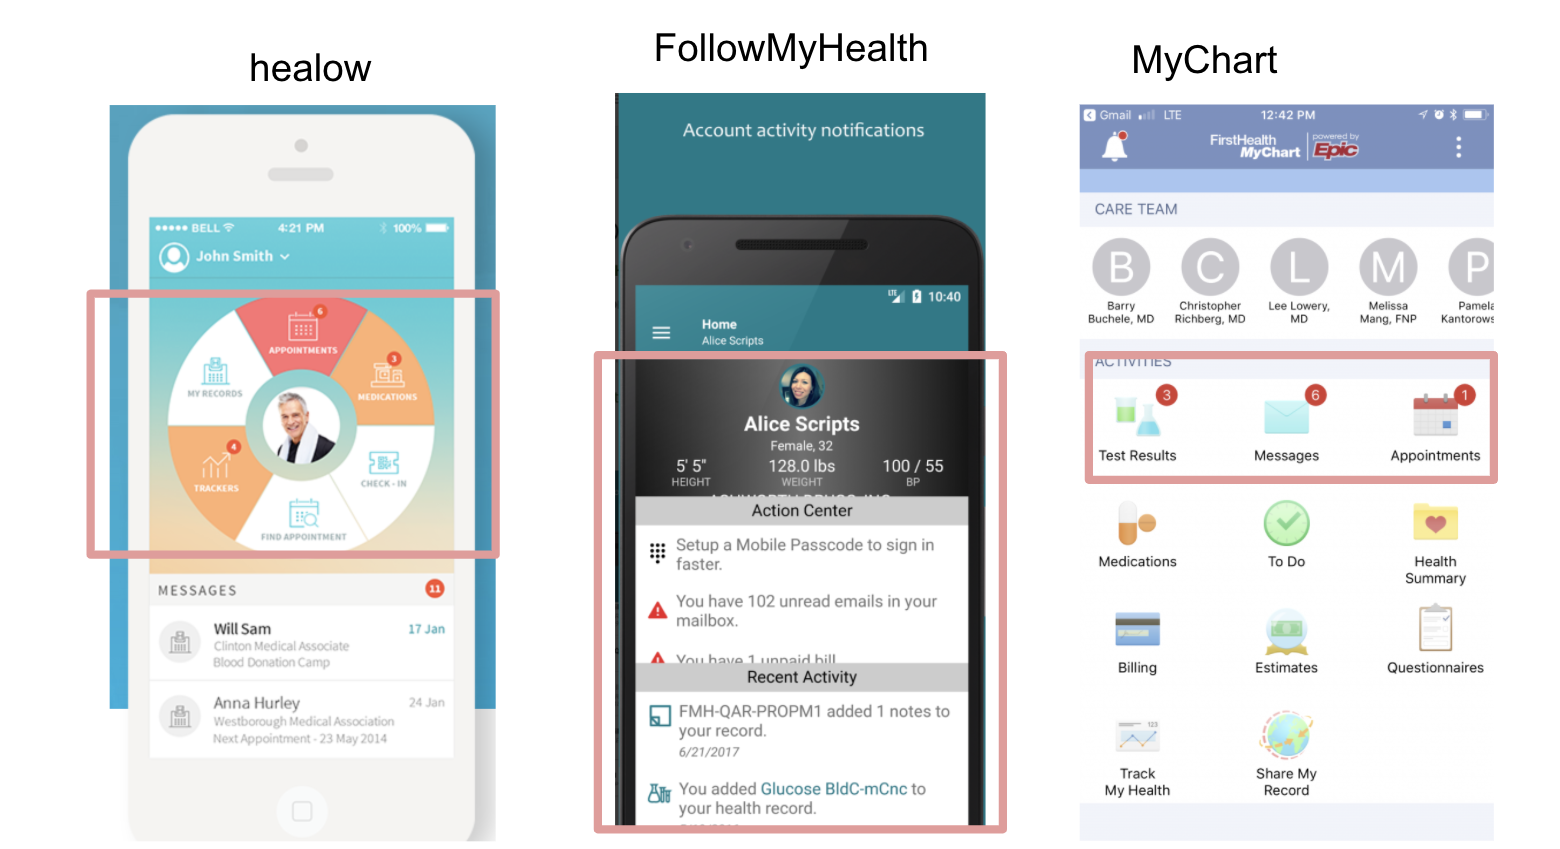 healow
FollowMyHealth
MyChart
BELL
4:21 PM
100%
John Smith
6
APPOINTMENTS
3
MEDICATIONS
MY RECORDS
4
TRACKERS
CHECK - IN
FIND APPOINTMENT
MESSAGES
11
Will Sam
17 Jan
Clinton Medical Associate
Blood Donation Camp
Anna Hurley
24 Jan
Westborough Medical Association
Next Appointment - 23 May 2014
Account activity notifications
LTE
10:40
Home
Alice Scripts
Alice Scripts
Female, 32
5' 5"
128.0 lbs
100 / 55
HEIGHT
WEIGHT
BP
Action Center
Setup a Mobile Passcode to sign in
faster.
You have 102 unread emails in your
mailbox.
You have 1 unpaid bill
Recent Activity
FMH-QAR-PROPM1 added 1 notes to
your record.
6/21/2017
You added Glucose BldC-mCnc to
your health record.
Gmail
LTE
12:42 PM
FirstHealth
MyChart
powered by
Epic
CARE TEAM
B
C
L
M
P
Barry
Buchele, MD
Christopher
Richberg, MD
Lee Lowery,
MD
Melissa
Mang, FNP
Pamela
Kantorows
ACTIVITIES
3
6
1
Test Results
Messages
Appointments
Medications
To Do
Health
Summary
Billing
Estimates
Questionnaires
123
Track
My Health
Share My
Record